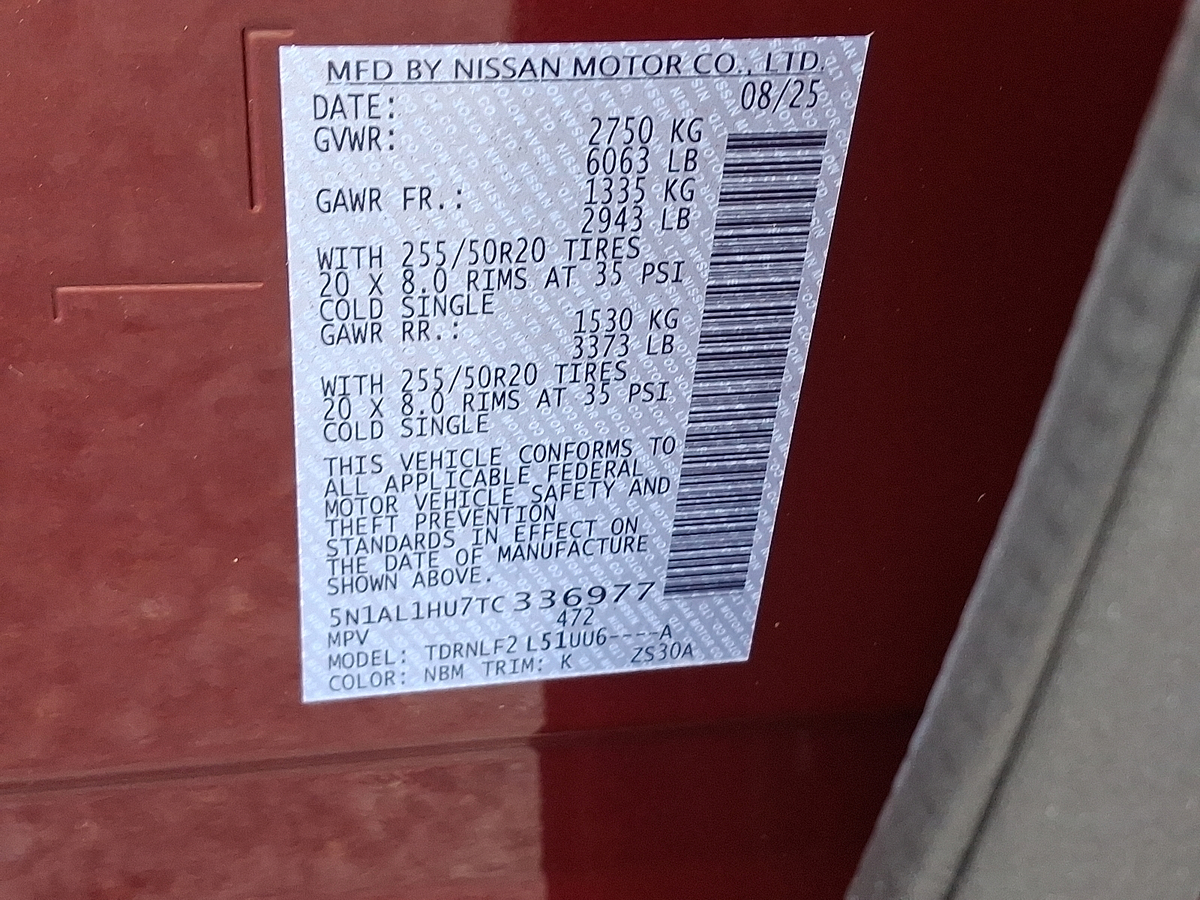 MFD BY NISSAN MOTOR CO., LTD.
DATE: 08/25
GVWR: 2750 KG
6063 LB
GAWR FR.: 1335 KG
2943 LB
WITH 255/50R20 TIRES
20 X 8.0 RIMS AT 35 PSI
COLD SINGLE
GAWR RR.: 1530 KG
3373 LB
WITH 255/50R20 TIRES
20 X 8.0 RIMS AT 35 PSI
COLD SINGLE
THIS VEHICLE CONFORMS TO
ALL APPLICABLE FEDERAL
MOTOR VEHICLE SAFETY AND
THEFT PREVENTION
STANDARDS IN EFFECT ON
THE DATE OF MANUFACTURE
SHOWN ABOVE.
5N1AL1HU7TC336977
472
MPV
MODEL: TDRNLF2 L51UU6----A
COLOR: NBM TRIM: K ZS30A